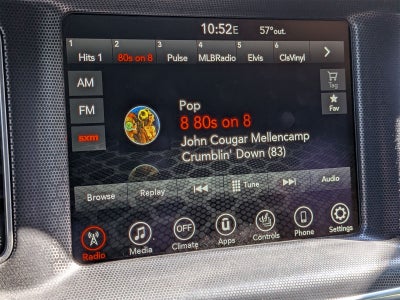 10:52E 57°out.
1 2 3 4 5 6
Hits 1 80s on 8 Pulse MLBRadio Elvis ClsVinyl
AM
FM
sxm
Tag
Fav
Pop
8 80s on 8
John Cougar Mellencamp
Crumblin' Down (83)
Browse Replay Tune Audio
OFF
Radio Media Climate Apps Controls Phone Settings